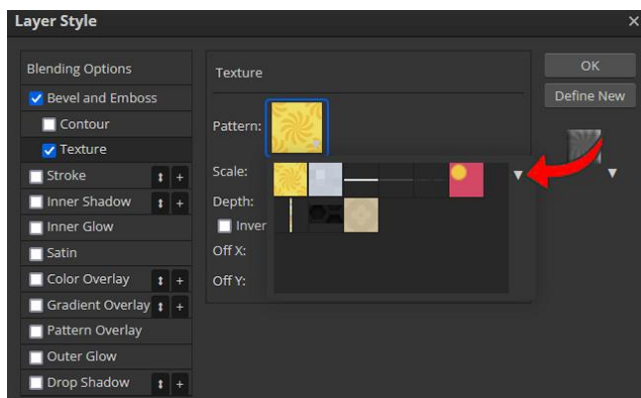 Layer Style
Blending Options
Bevel and Emboss
Contour
Texture
Stroke
Inner Shadow
Inner Glow
Satin
Color Overlay
Gradient Overlay
Pattern Overlay
Outer Glow
Drop Shadow
Texture
Pattern:
Scale:
Depth:
Inver
Off X:
Off Y:
OK
Define New